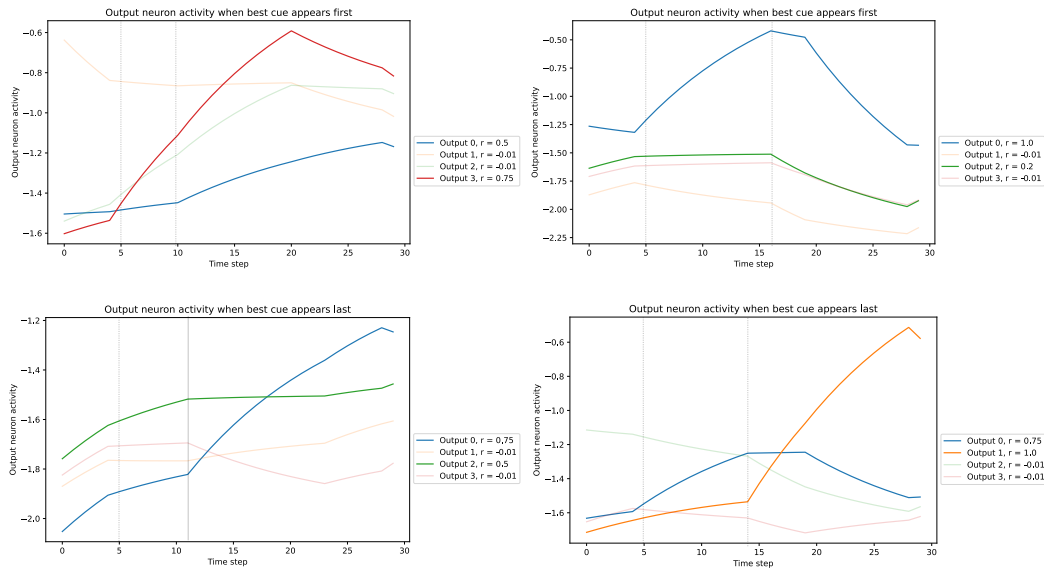 Output neuron activity when best cue appears first
Output neuron activity
−0.6
−0.8
−1.0
−1.2
−1.4
−1.6
0 5 10 15 20 25 30
Time step
Output 0, r = 0.5
Output 1, r = -0.01
Output 2, r = -0.01
Output 3, r = 0.75
Output neuron activity when best cue appears first
Output neuron activity
−0.50
−0.75
−1.00
−1.25
−1.50
−1.75
−2.00
−2.25
0 5 10 15 20 25 30
Time step
Output 0, r = 1.0
Output 1, r = -0.01
Output 2, r = 0.2
Output 3, r = -0.01
Output neuron activity when best cue appears last
Output neuron activity
−1.2
−1.4
−1.6
−1.8
−2.0
0 5 10 15 20 25 30
Time step
Output 0, r = 0.75
Output 1, r = -0.01
Output 2, r = 0.5
Output 3, r = -0.01
Output neuron activity when best cue appears last
Output neuron activity
−0.6
−0.8
−1.0
−1.2
−1.4
−1.6
0 5 10 15 20 25 30
Time step
Output 0, r = 0.75
Output 1, r = 1.0
Output 2, r = -0.01
Output 3, r = -0.01